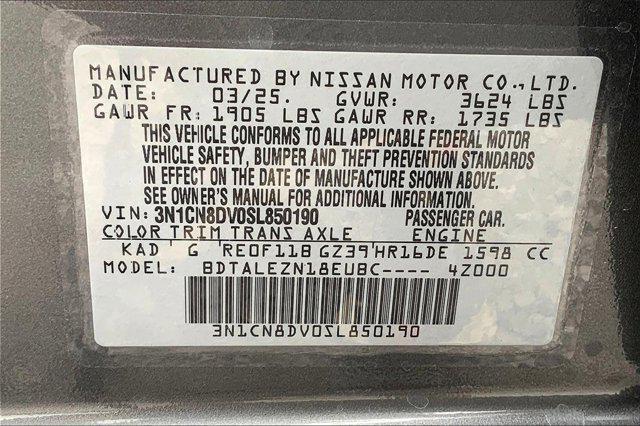 MANUFACTURED BY NISSAN MOTOR CO., LTD.
DATE: 03/25. GVWR: 3624 LBS
GAWR FR: 1905 LBS GAWR RR: 1735 LBS
THIS VEHICLE CONFORMS TO ALL APPLICABLE FEDERAL MOTOR
VEHICLE SAFETY, BUMPER AND THEFT PREVENTION STANDARDS
IN EFFECT ON THE DATE OF MANUFACTURE SHOWN ABOVE.
SEE OWNER'S MANUAL FOR ADDITIONAL INFORMATION.
VIN: 3N1CN8DV0SL850190 PASSENGER CAR.
COLOR TRIM TRANS AXLE ENGINE
KAD G RE0F11B GZ39 HR16DE 1598 CC
BDTALEZN18EUBC---- 4Z000
3N1CN8DV0SL850190